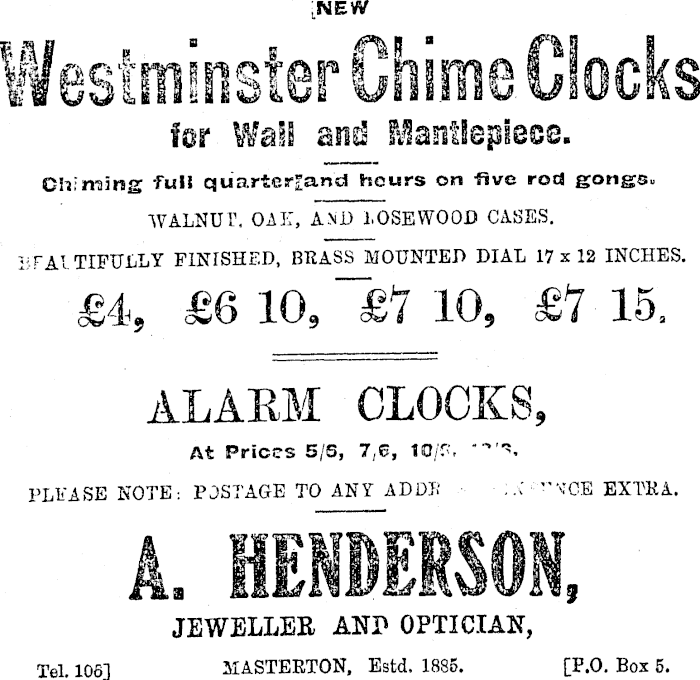 [NEW
Westminster Chime Clocks
for Wall and Mantlepiece.
Chiming full quarter and hours on five rod gongs.
WALNUT, OAK, AND ROSEWOOD CASES.
BEAUTIFULLY FINISHED, BRASS MOUNTED DIAL 17 x 12 INCHES.
£4, £6 10, £7 10, £7 15.
ALARM CLOCKS,
At Prices 5/6, 7/6, 10/6,
PLEASE NOTE: POSTAGE TO ANY EXTRA.
A. HENDERSON,
JEWELLER AND OPTICIAN,
Tel. 106] MASTERTON, Estd. 1885. [P.O. Box 5.